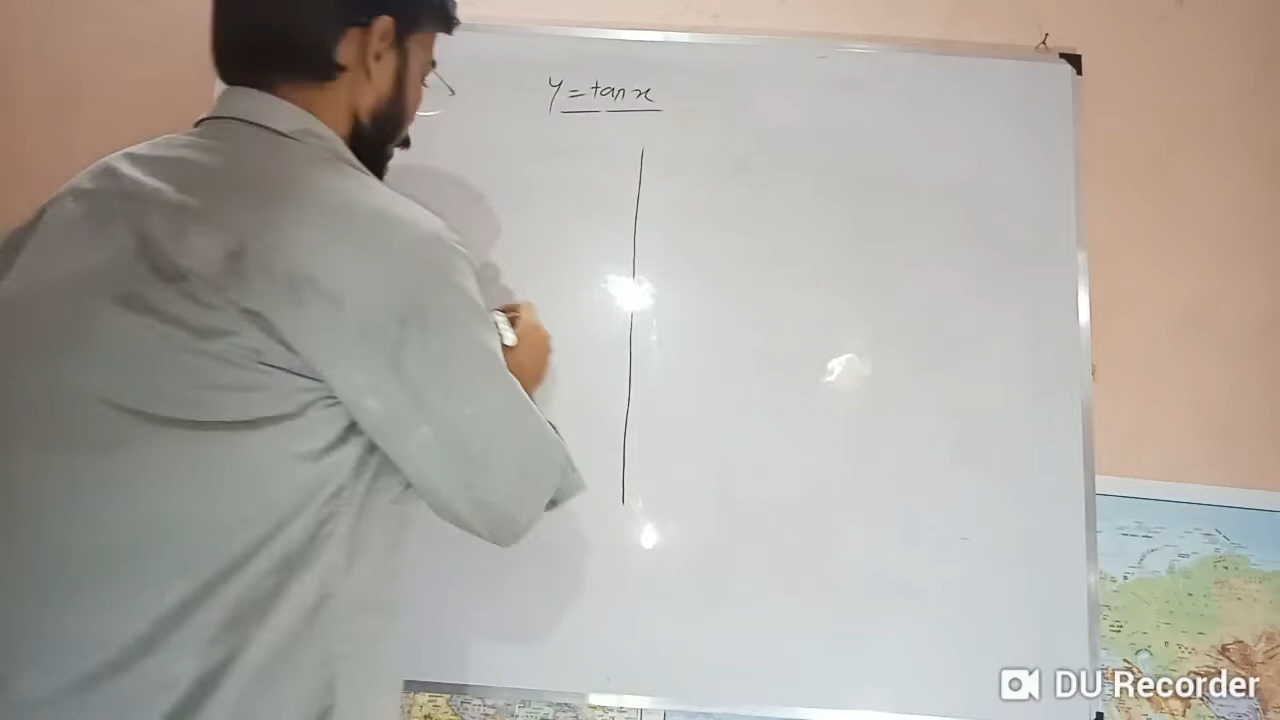 y = tan x
DU Recorder